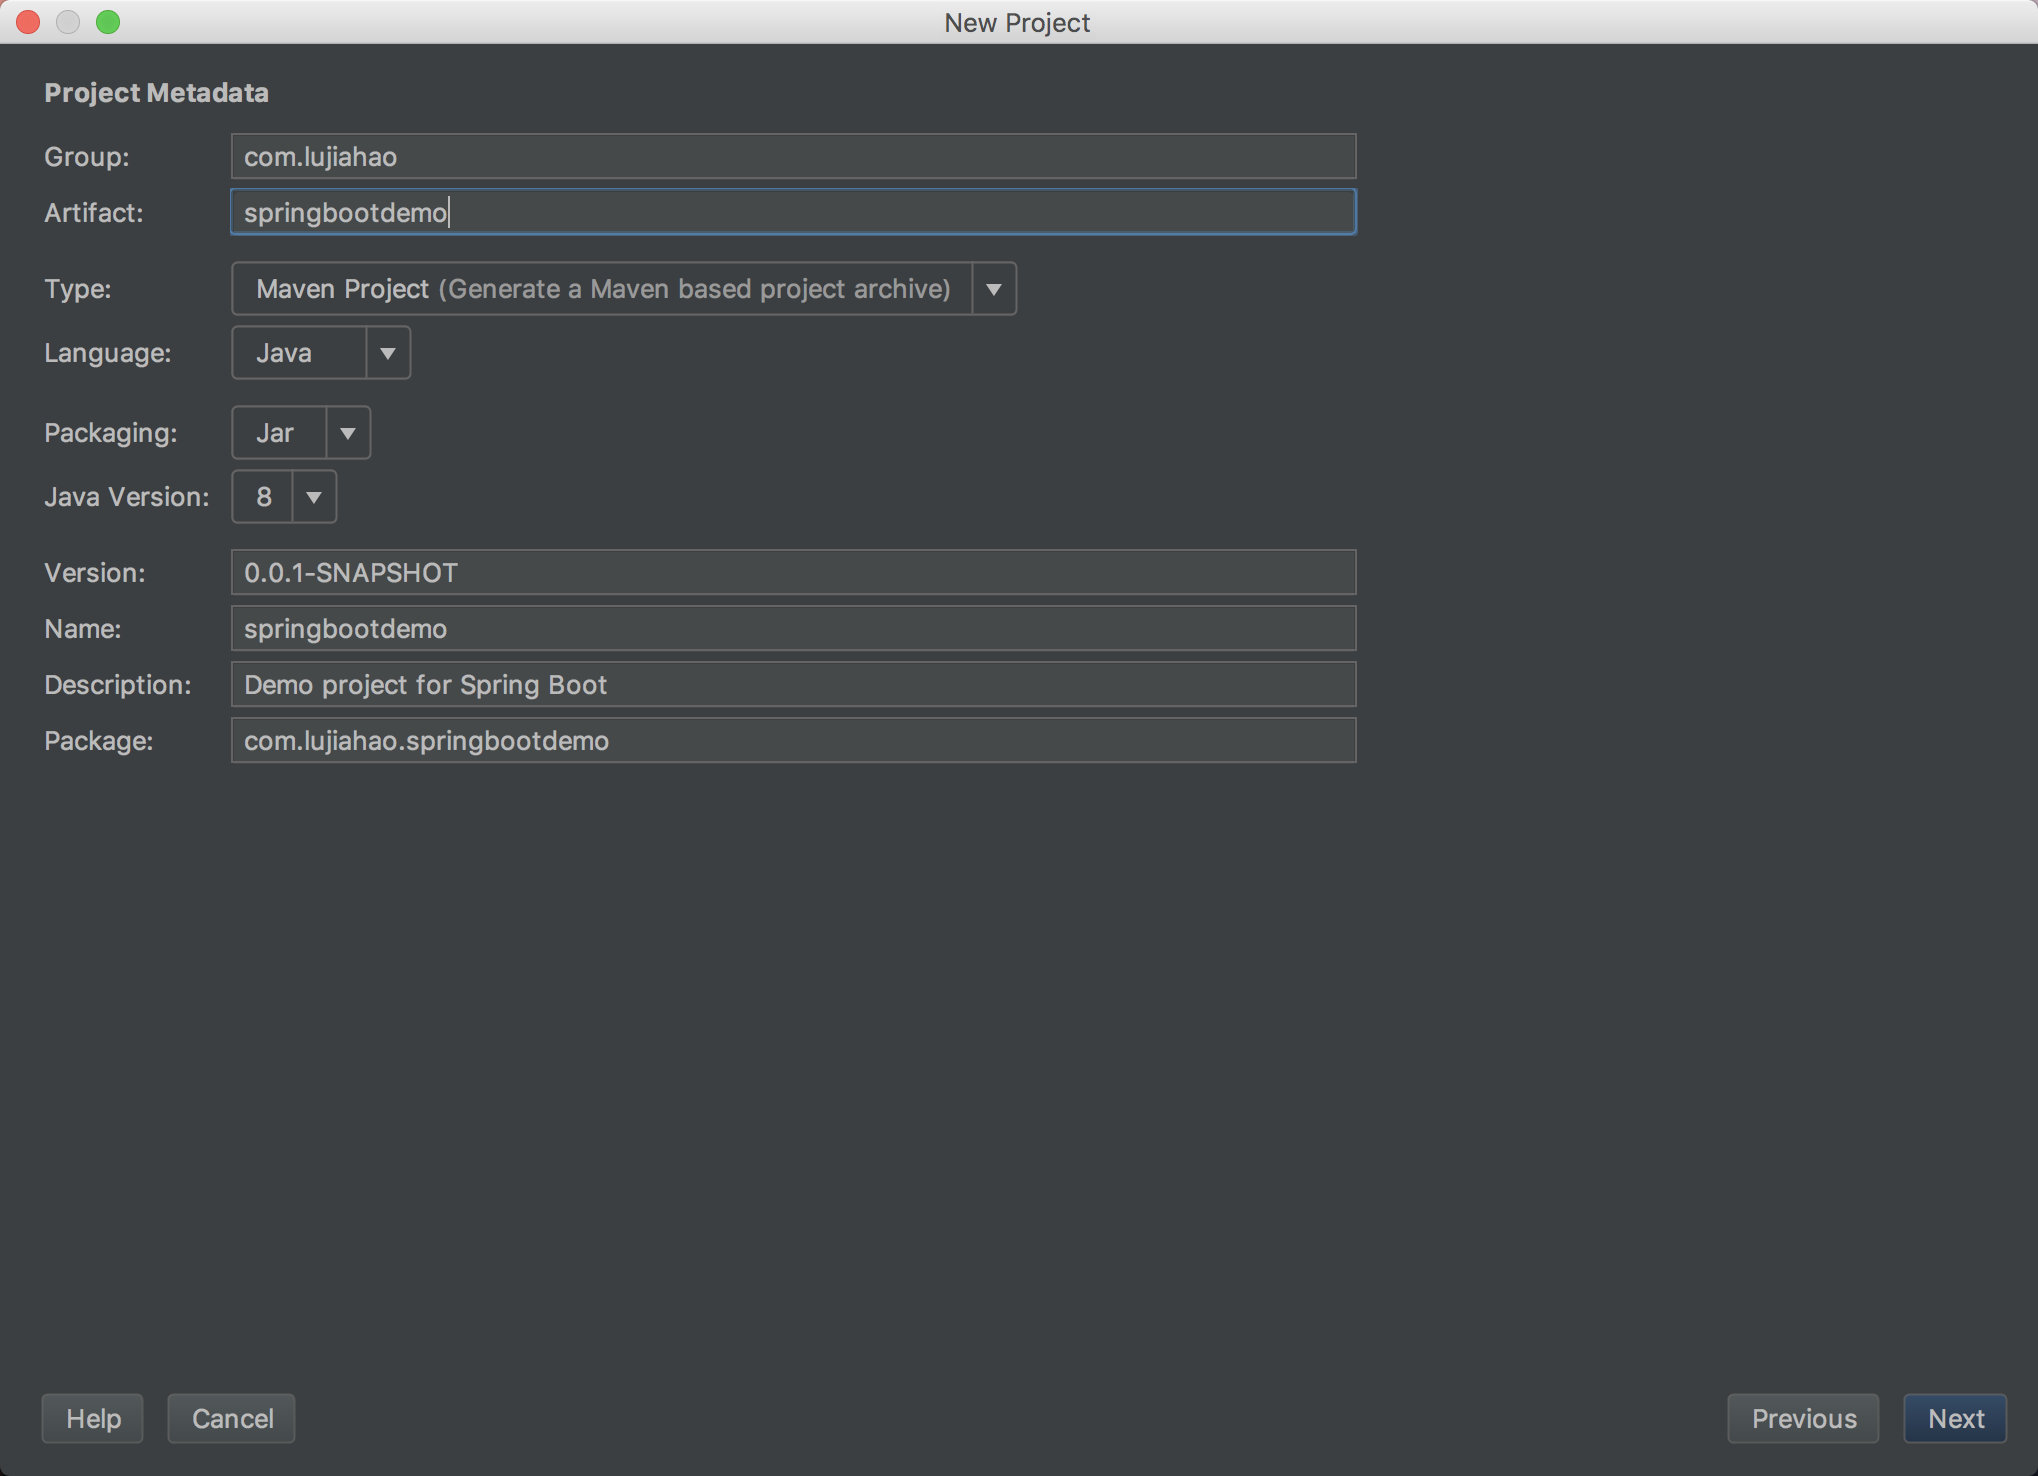 New Project
Project Metadata
Group: com.lujiahao
Artifact: springbootdemo
Type: Maven Project (Generate a Maven based project archive)
Language: Java
Packaging: Jar
Java Version: 8
Version: 0.0.1-SNAPSHOT
Name: springbootdemo
Description: Demo project for Spring Boot
Package: com.lujiahao.springbootdemo
Help Cancel Previous Next